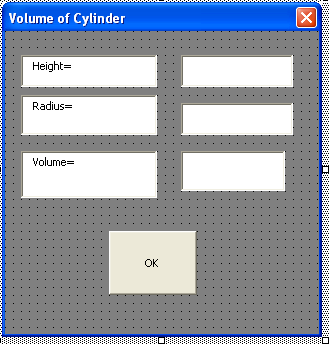 Volume of Cylinder
Height=
Radius=
Volume=
OK